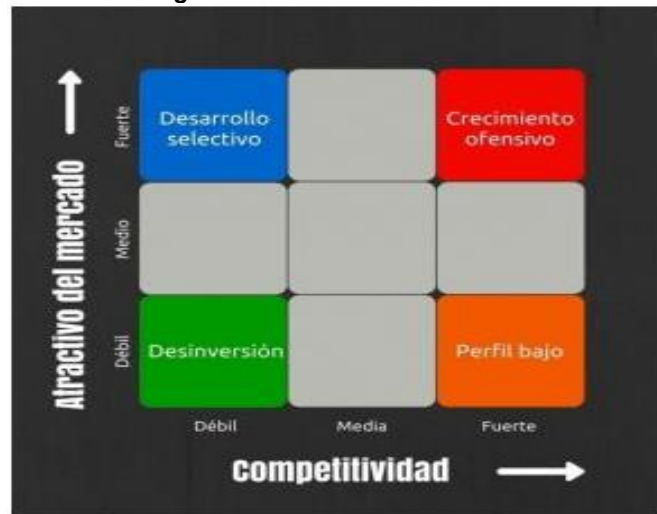 Atractivo del mercado
Fuerte
Medio
Débil
Desarrollo
selectivo
Crecimiento
ofensivo
Desinversión
Perfil bajo
Débil
Media
Fuerte
competitividad